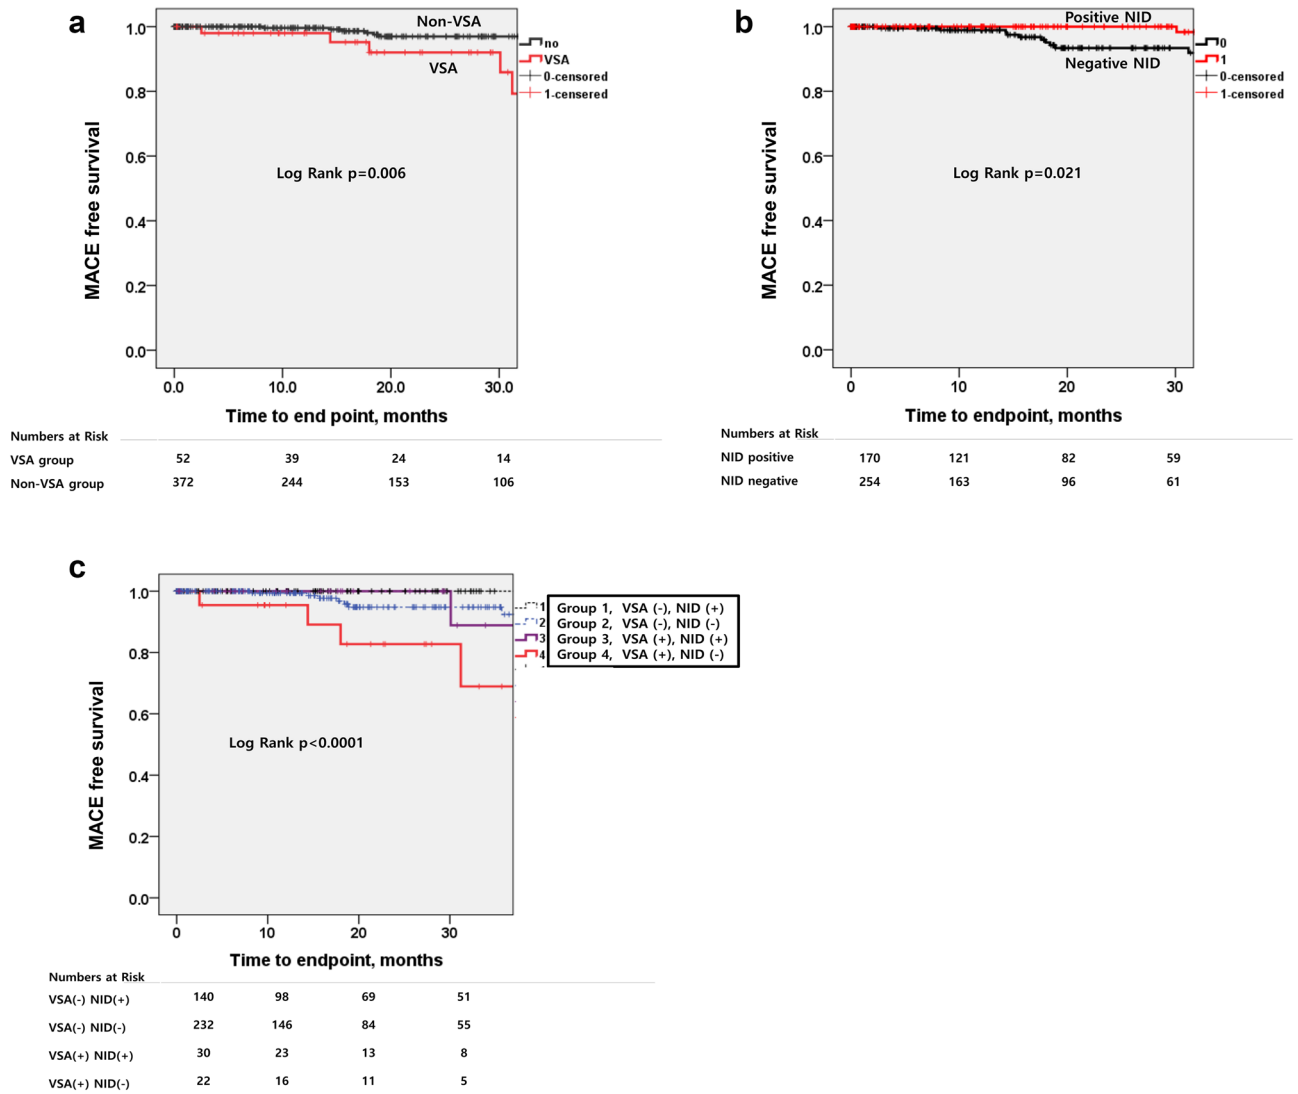 a
1.0
0.8
0.6
0.4
0.2
0.0
MACE free survival
Non-VSA
VSA
Log Rank p=0.006
no
VSA
0-censored
1-censered
0.0 10.0 20.0 30.0
Time to end point, months
Numbers at Risk
VSA group 52 39 24 14
Non-VSA group 372 244 153 106
b
1.0
0.8
0.6
0.4
0.2
0.0
MACE free survival
Positive NID
Negative NID
Log Rank p=0.021
0
1
0-censored
1-censored
0 10 20 30
Time to endpoint, months
Numbers at Risk
NID positive 170 121 82 59
NID negative 254 163 96 61
c
1.0
0.8
0.6
0.4
0.2
0.0
MACE free survival
Log Rank p<0.0001
1 Group 1, VSA (-), NID (+)
2 Group 2, VSA (-), NID (-)
3 Group 3, VSA (+), NID (+)
4 Group 4, VSA (+), NID (-)
0 10 20 30
Time to endpoint, months
Numbers at Risk
VSA(-) NID(+) 140 98 69 51
VSA(-) NID(-) 232 146 84 55
VSA(+) NID(+) 30 23 13 8
VSA(+) NID(-) 22 16 11 5